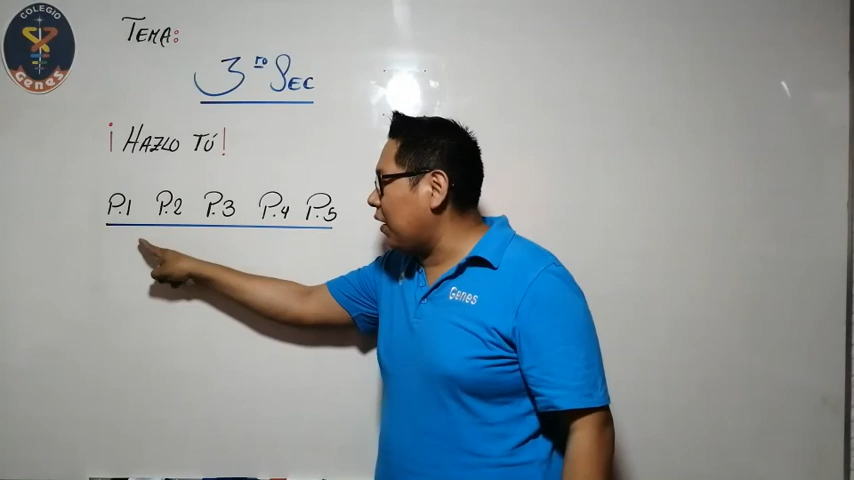 COLEGIO
Genes
TEMA:
3ro SEC
¡HAZLO TÚ!
P.1 P.2 P.3 P.4 P.5
Genes